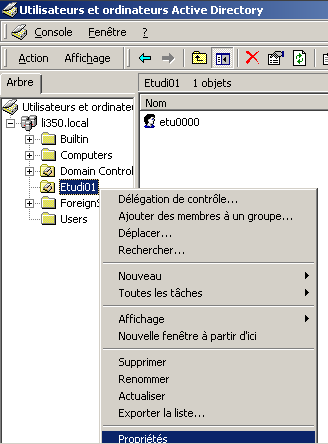 Utilisateurs et ordinateurs Active Directory
Console Fenêtre ?
Action Affichage
Arbre
Etudi01 1 objets
Utilisateurs et ordinate
Nom
li350.local
etu0000
Builtin
Computers
Domain Control
Etudi01
ForeignS
Users
Délégation de contrôle...
Ajouter des membres à un groupe...
Déplacer...
Rechercher...
Nouveau
Toutes les tâches
Affichage
Nouvelle fenêtre à partir d'ici
Supprimer
Renommer
Actualiser
Exporter la liste...
Propriétés